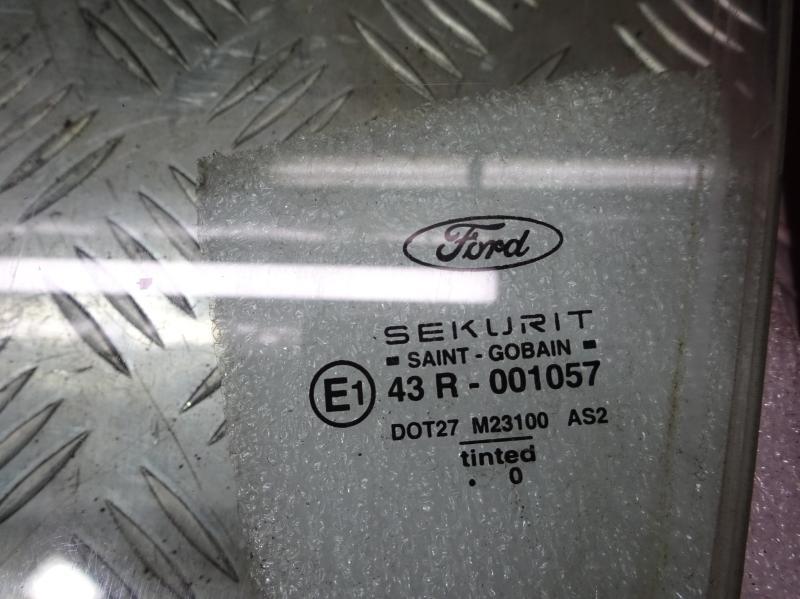 Ford
SEKURIT
SAINT - GOBAIN
E1 43 R - 001057
DOT27 M23100 AS2
tinted
. 0